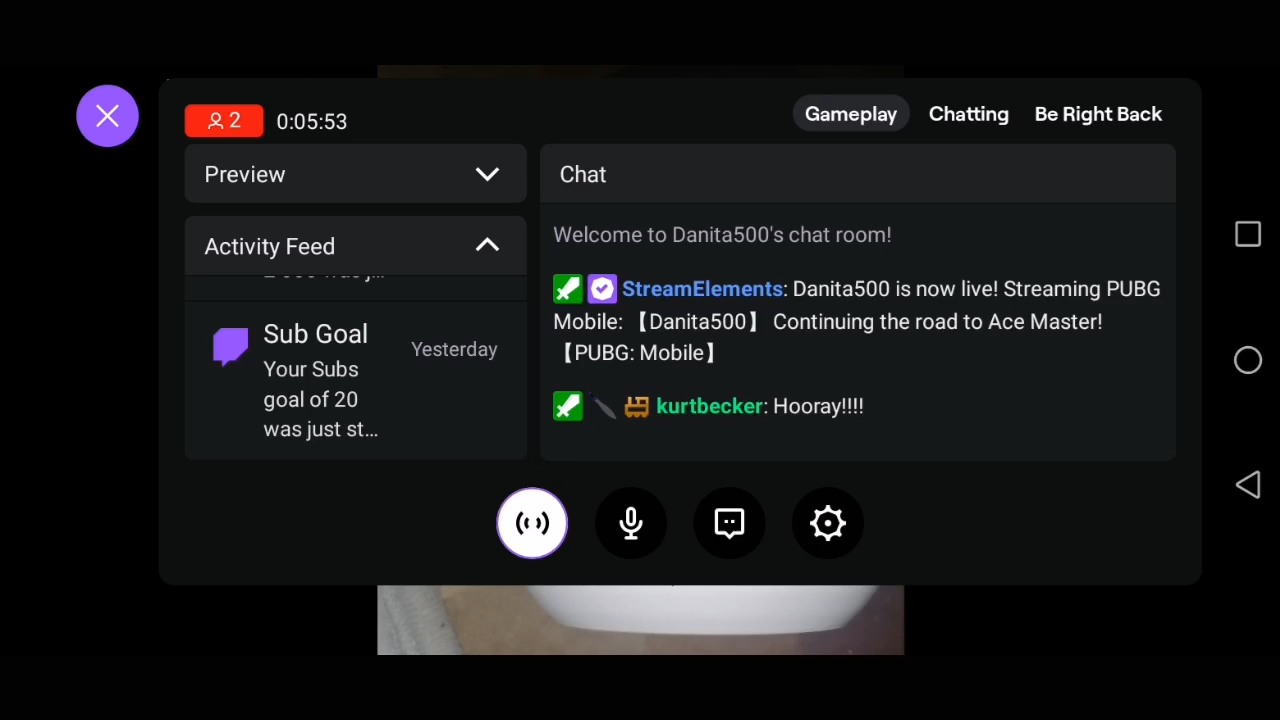 2 0:05:53 Gameplay Chatting Be Right Back
Preview
Activity Feed
Sub Goal
Yesterday
Your Subs
goal of 20
was just st...
Chat
Welcome to Danita500's chat room!
StreamElements: Danita500 is now live! Streaming PUBG
Mobile: 【Danita500】 Continuing the road to Ace Master!
【PUBG: Mobile】
kurtbecker: Hooray!!!!